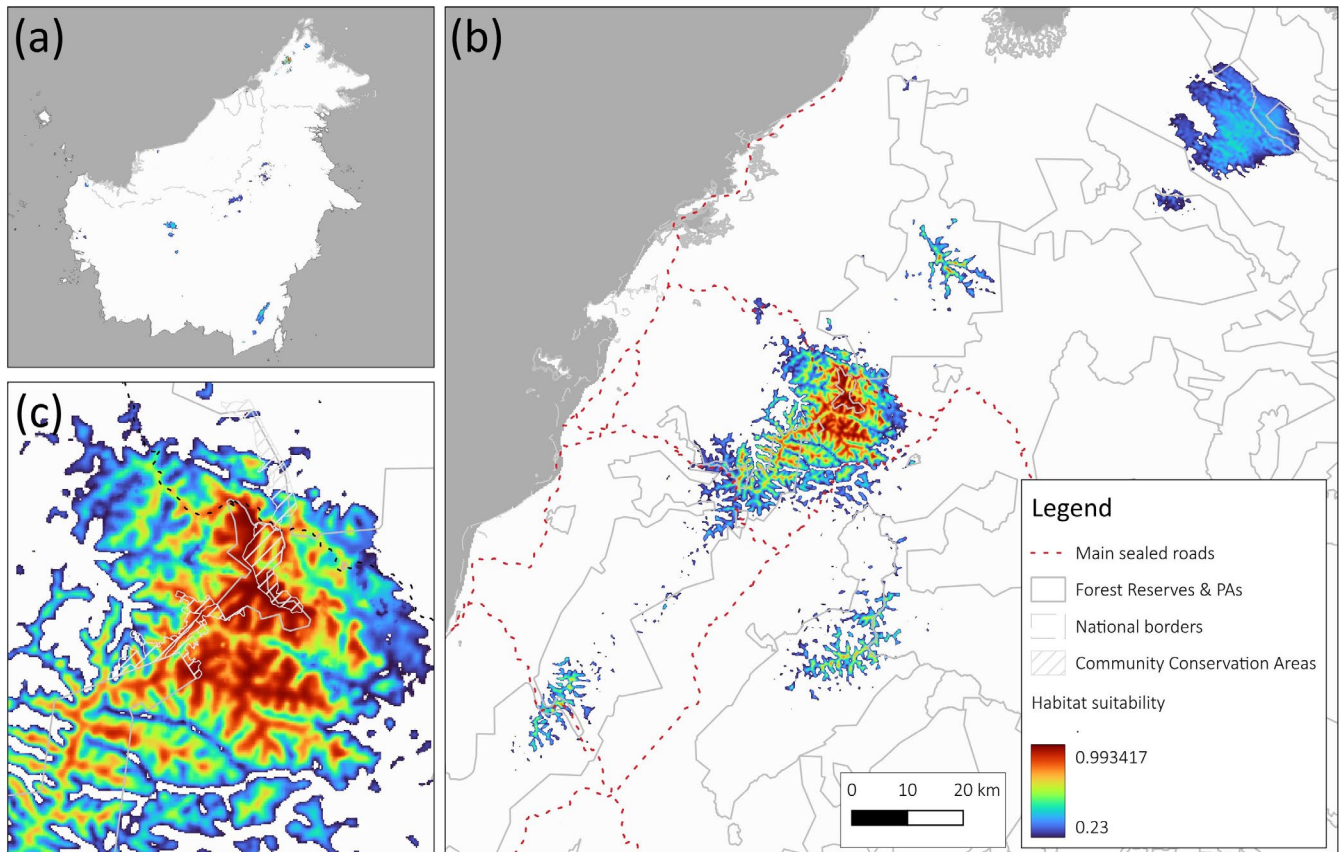 (a)
(b)
(c)
Legend
Main sealed roads
Forest Reserves & PAs
National borders
Community Conservation Areas
Habitat suitability
0.993417
0.23
0 10 20 km